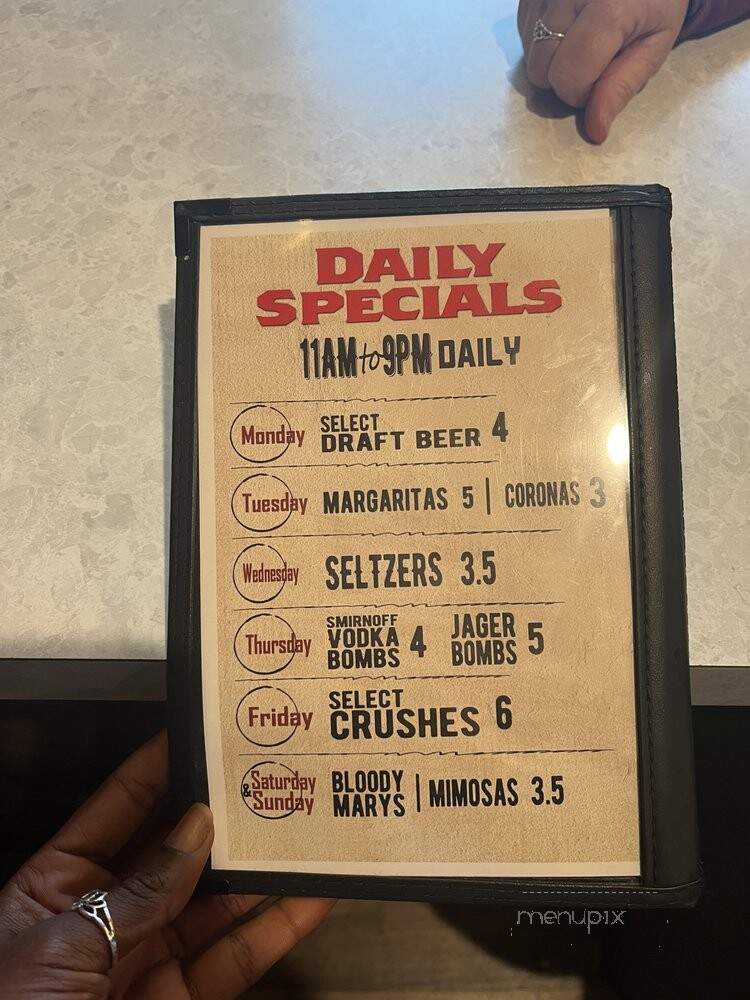 DAILY
SPECIALS
11AM to 9PM DAILY
Monday SELECT DRAFT BEER 4
Tuesday MARGARITAS 5 | CORONAS 3
Wednesday SELTZERS 3.5
Thursday SMIRNOFF VODKA BOMBS 4 JAGER BOMBS 5
Friday SELECT CRUSHES 6
Saturday & Sunday BLOODY MARYS | MIMOSAS 3.5
menupix